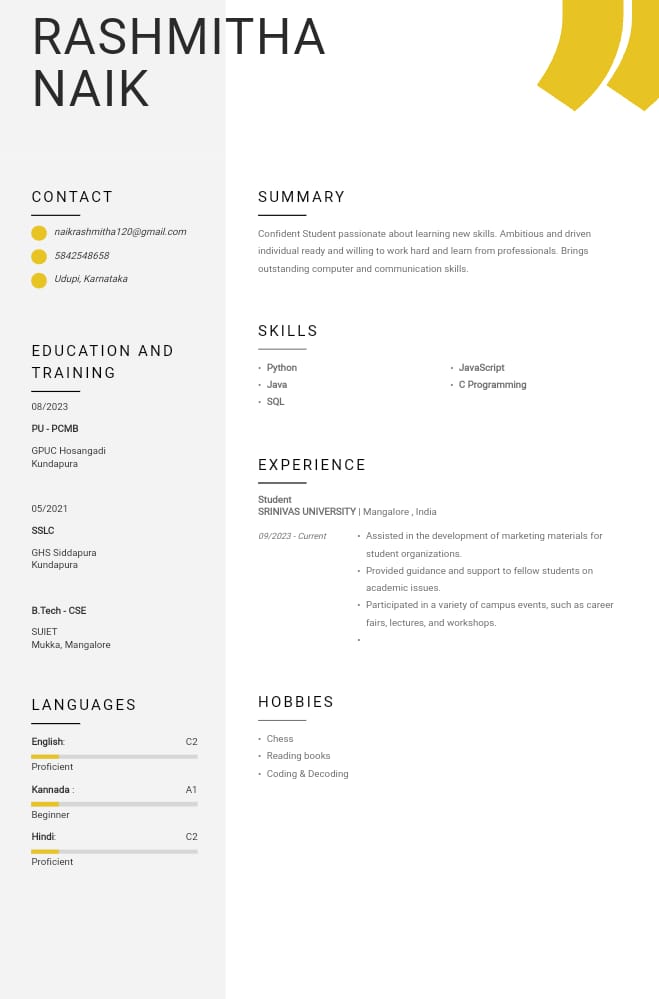 RASHMITHA
NAIK
CONTACT
naikrashmitha120@gmail.com
5842548658
Udupi, Karnataka
EDUCATION AND
TRAINING
08/2023
PU - PCMB
GPUC Hosangadi
Kundapura
05/2021
SSLC
GHS Siddapura
Kundapura
B.Tech - CSE
SUIET
Mukka, Mangalore
LANGUAGES
English: C2
Proficient
Kannada : A1
Beginner
Hindi: C2
Proficient
SUMMARY
Confident Student passionate about learning new skills. Ambitious and driven
individual ready and willing to work hard and learn from professionals. Brings
outstanding computer and communication skills.
SKILLS
• Python
• Java
• SQL
• JavaScript
• C Programming
EXPERIENCE
Student
SRINIVAS UNIVERSITY | Mangalore , India
09/2023 - Current
• Assisted in the development of marketing materials for
student organizations.
• Provided guidance and support to fellow students on
academic issues.
• Participated in a variety of campus events, such as career
fairs, lectures, and workshops.
•
HOBBIES
• Chess
• Reading books
• Coding & Decoding